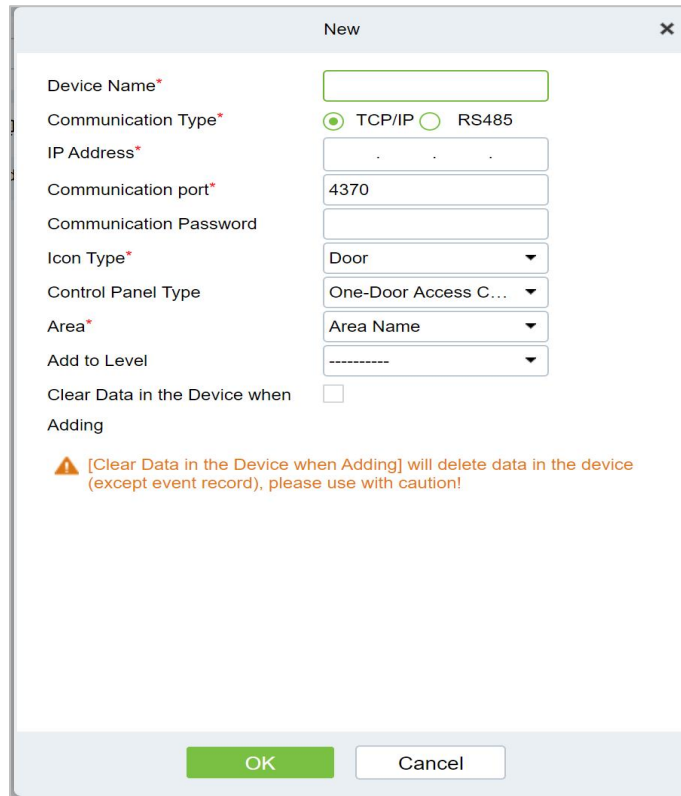 New
Device Name*
Communication Type* TCP/IP RS485
IP Address* . . .
Communication port* 4370
Communication Password
Icon Type* Door
Control Panel Type One-Door Access C...
Area* Area Name
Add to Level ----------
Clear Data in the Device when
Adding
[Clear Data in the Device when Adding] will delete data in the device
(except event record), please use with caution!
OK Cancel